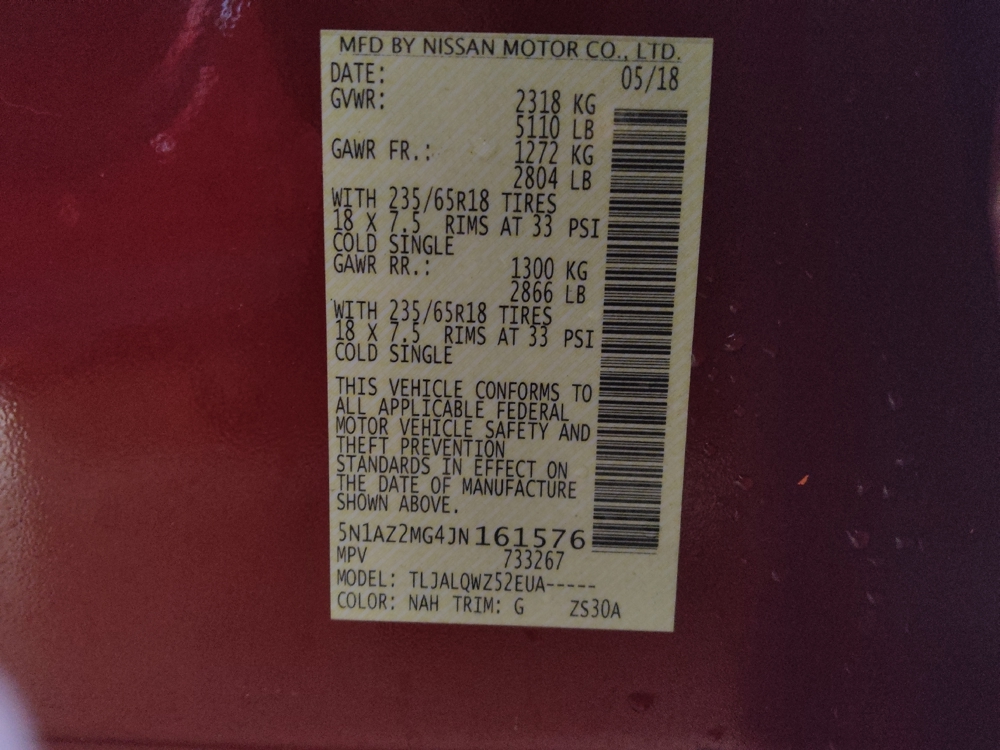 MFD BY NISSAN MOTOR CO., LTD.
DATE: 05/18
GVWR: 2318 KG
5110 LB
GAWR FR.: 1272 KG
2804 LB
WITH 235/65R18 TIRES
18 X 7.5 RIMS AT 33 PSI
COLD SINGLE
GAWR RR.: 1300 KG
2866 LB
WITH 235/65R18 TIRES
18 X 7.5 RIMS AT 33 PSI
COLD SINGLE
THIS VEHICLE CONFORMS TO
ALL APPLICABLE FEDERAL
MOTOR VEHICLE SAFETY AND
THEFT PREVENTION
STANDARDS IN EFFECT ON
THE DATE OF MANUFACTURE
SHOWN ABOVE.
5N1AZ2MG4JN161576
MPV 733267
MODEL: TLJALQWZ52EUA-----
COLOR: NAH TRIM: G ZS30A